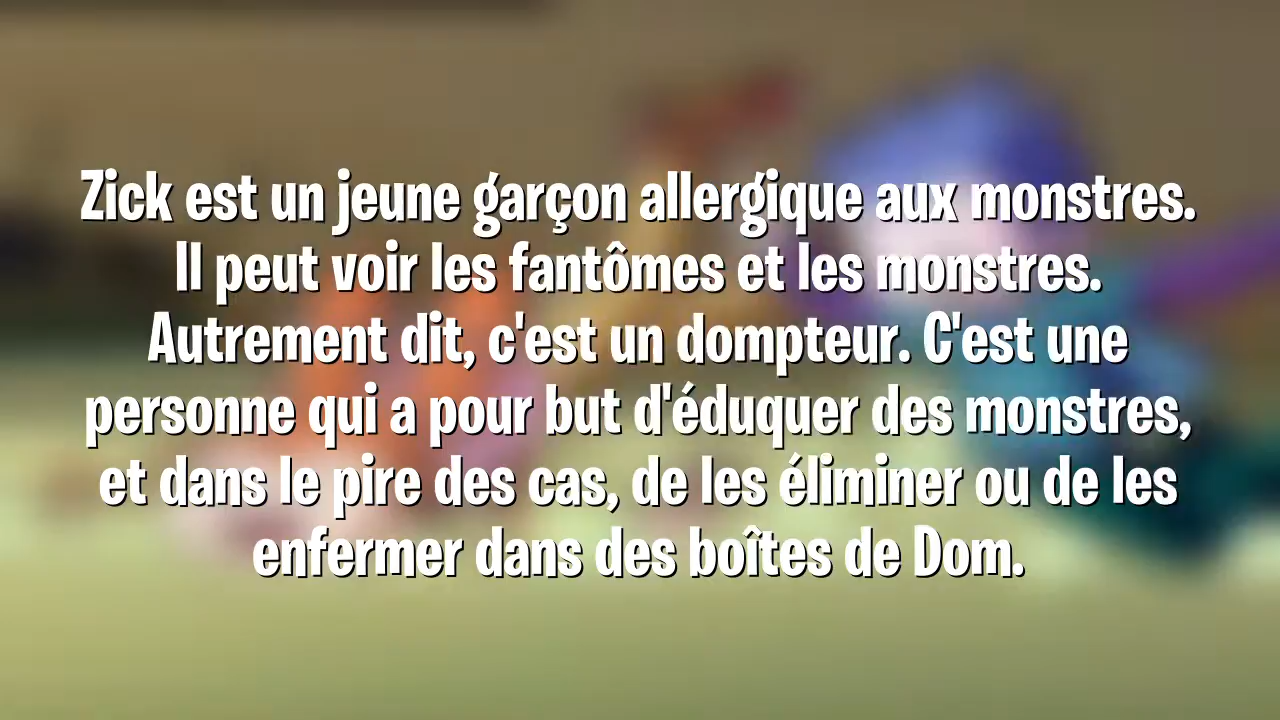 Zick est un jeune garçon allergique aux monstres.
Il peut voir les fantômes et les monstres.
Autrement dit, c'est un dompteur. C'est une
personne qui a pour but d'éduquer des monstres,
et dans le pire des cas, de les éliminer ou de les
enfermer dans des boîtes de Dom.